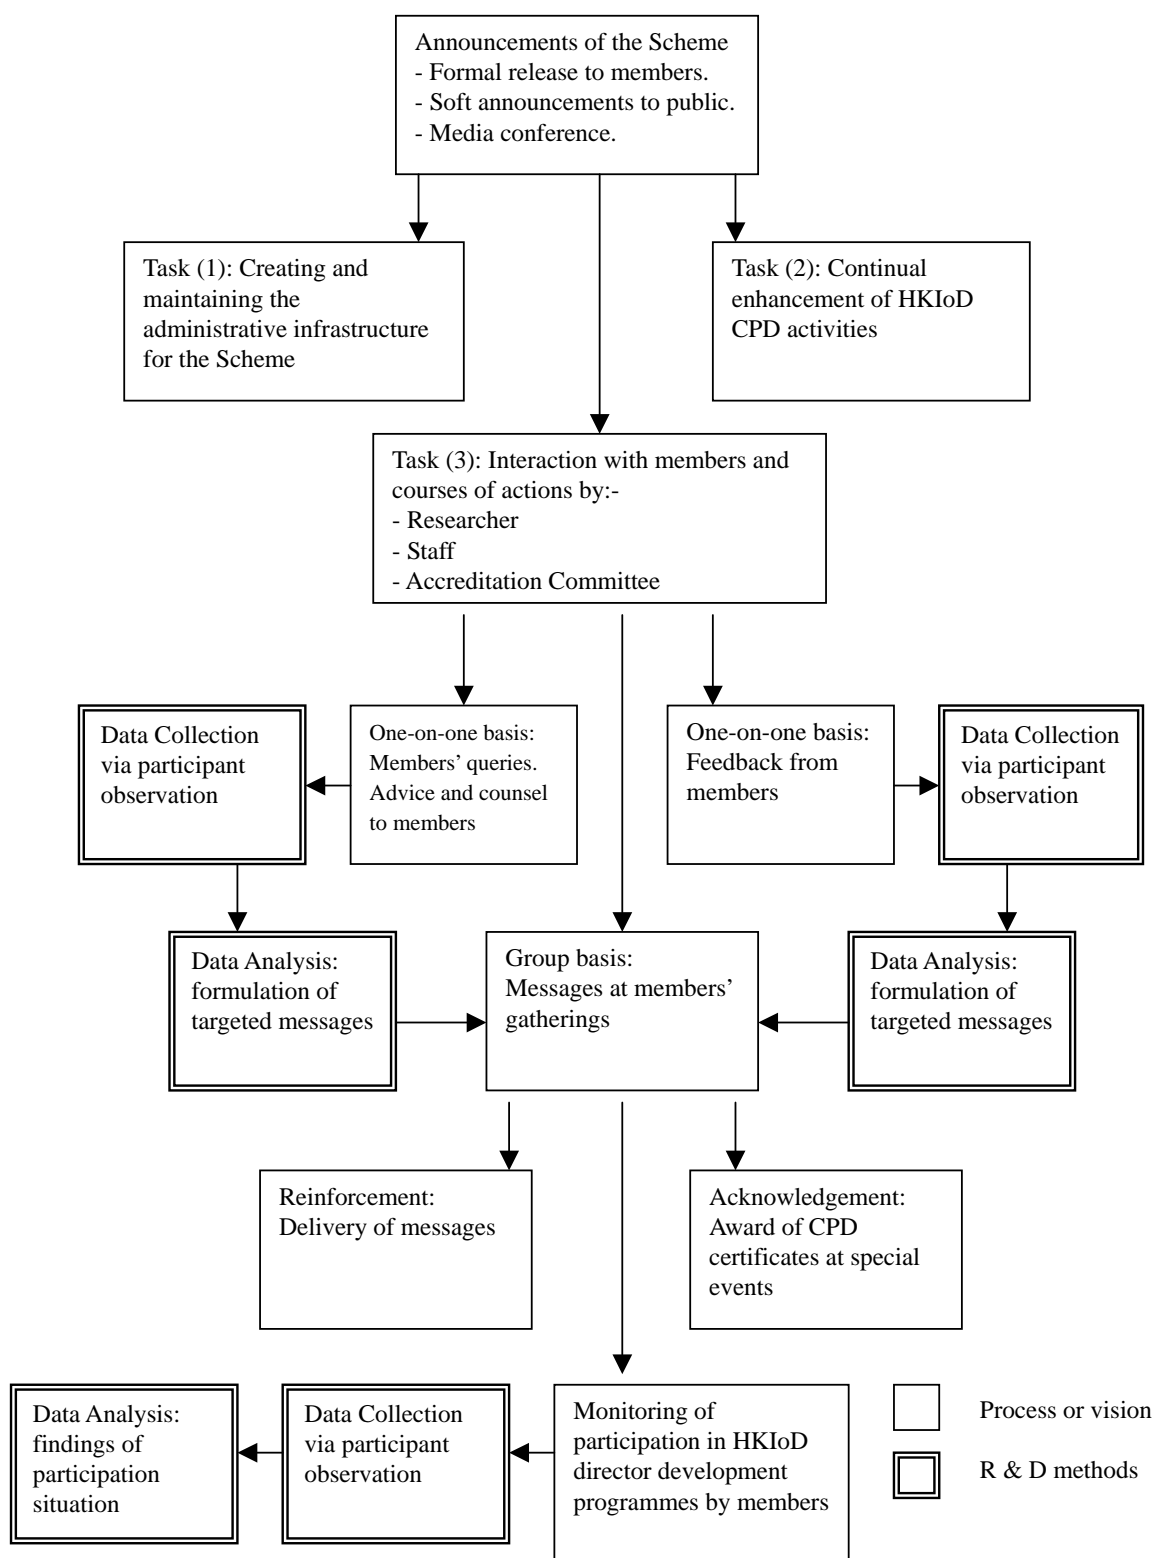 Announcements of the Scheme
- Formal release to members.
- Soft announcements to public.
- Media conference.
Task (1): Creating and
maintaining the
administrative infrastructure
for the Scheme
Task (2): Continual
enhancement of HKIoD
CPD activities
Task (3): Interaction with members and
courses of actions by:-
- Researcher
- Staff
- Accreditation Committee
Data Collection
via participant
observation
One-on-one basis:
Members’ queries.
Advice and counsel
to members
One-on-one basis:
Feedback from
members
Data Collection
via participant
observation
Data Analysis:
formulation of
targeted messages
Group basis:
Messages at members’
gatherings
Data Analysis:
formulation of
targeted messages
Reinforcement:
Delivery of messages
Acknowledgement:
Award of CPD
certificates at special
events
Data Analysis:
findings of
participation
situation
Data Collection
via participant
observation
Monitoring of
participation in HKIoD
director development
programmes by members
Process or vision
R & D methods